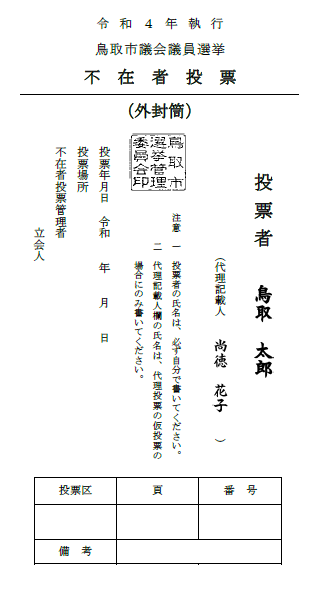 令和４年執行
鳥取市議会議員選挙
不在者投票
（外封筒）
投票者　鳥取　太郎
（代理記載人　尚徳　花子　）
注意　一　投票者の氏名は、必ず自分で書いてください。
二　代理記載人欄の氏名は、代理投票の仮投票の
場合にのみ書いてください。
鳥取市
選挙管理
委員会印
投票年月日　令和　年　月　日
投票場所
不在者投票管理者
立会人
投票区　頁　番号
備考